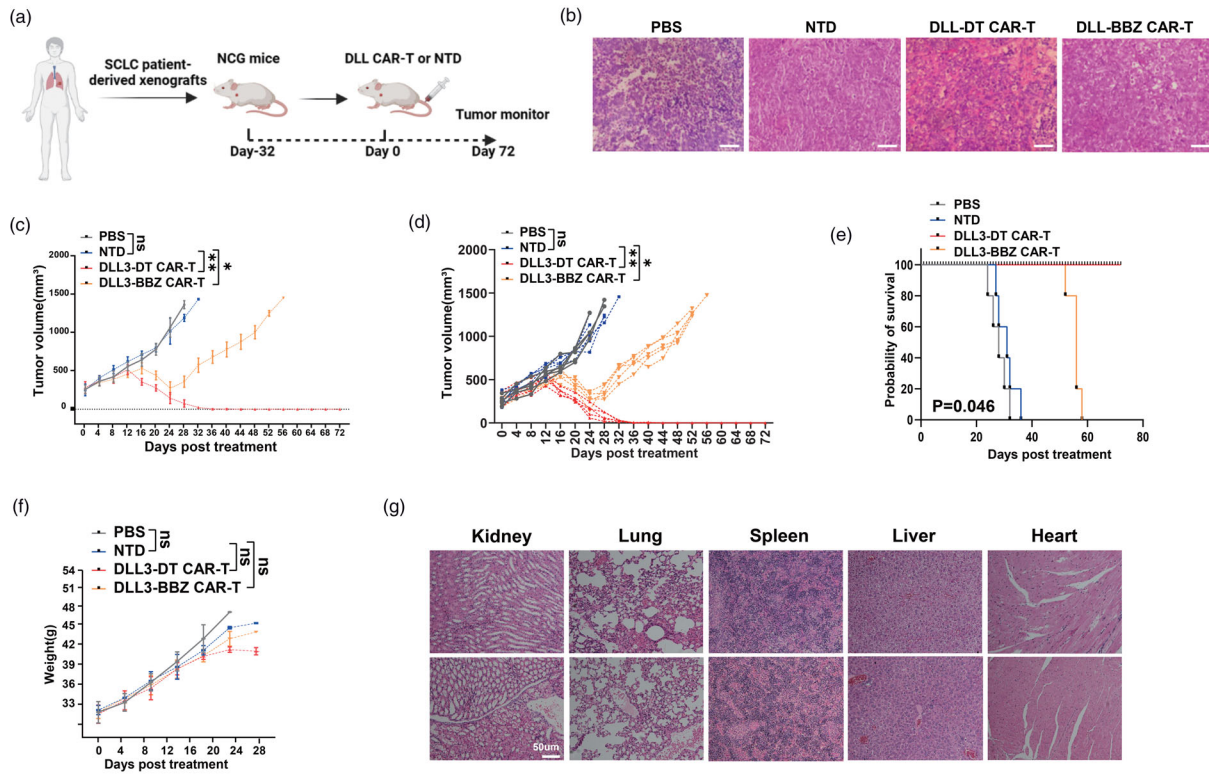 (a)
SCLC patient-
derived xenografts
NCG mice
DLL CAR-T or NTD
Tumor monitor
Day-32
Day 0
Day 72
(b)
PBS
NTD
DLL-DT CAR-T
DLL-BBZ CAR-T
(c)
PBS
NTD
DLL3-DT CAR-T
DLL3-BBZ CAR-T
ns
**
*
Tumor volume(mm³)
2000
1500
1000
500
0
0 4 8 12 16 20 24 28 32 36 40 44 48 52 56 60 64 68 72
Days post treatment
(d)
PBS
NTD
DLL3-DT CAR-T
DLL3-BBZ CAR-T
ns
**
*
Tumor volume(mm³)
2000
1500
1000
500
0
0 4 8 12 16 20 24 28 32 36 40 44 48 52 56 60 64 68 72
Days post treatment
(e)
PBS
NTD
DLL3-DT CAR-T
DLL3-BBZ CAR-T
Probability of survival
100
80
60
40
20
0
P=0.046
0 20 40 60 80
Days post treatment
(f)
PBS
NTD
DLL3-DT CAR-T
DLL3-BBZ CAR-T
ns
ns
ns
Weight(g)
54
51
48
45
42
39
36
33
0 4 8 12 16 20 24 28
Days post treatment
(g)
Kidney
Lung
Spleen
Liver
Heart
50um